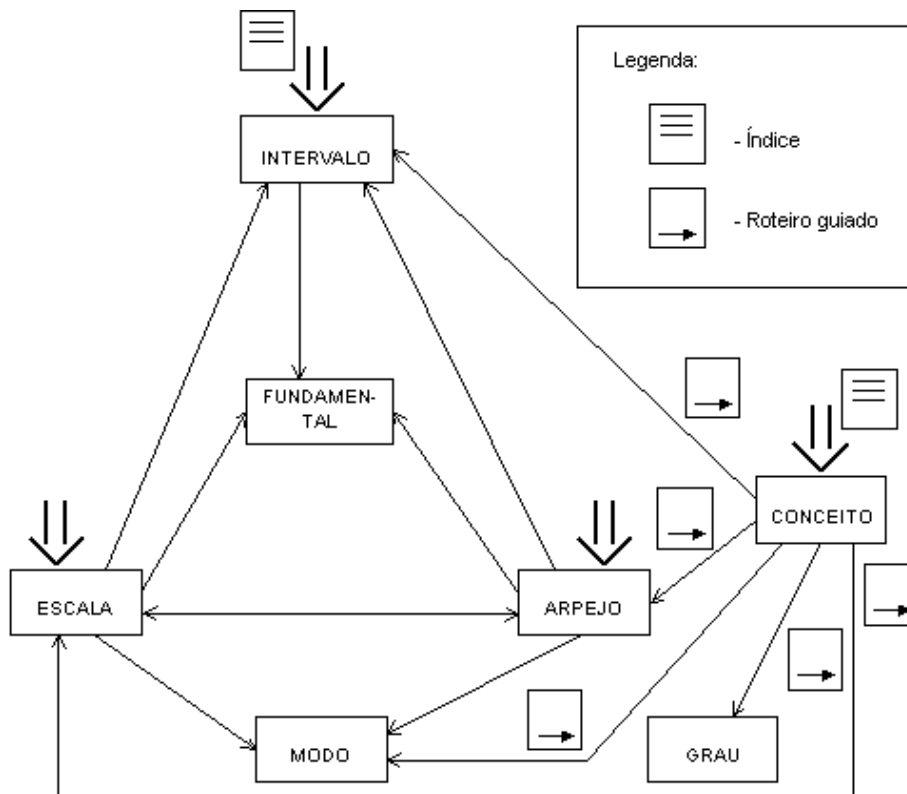 Legenda:
- Índice
- Roteiro guiado
INTERVALO
FUNDAMEN-
TAL
CONCEITO
ESCALA
ARPEJO
MODO
GRAU